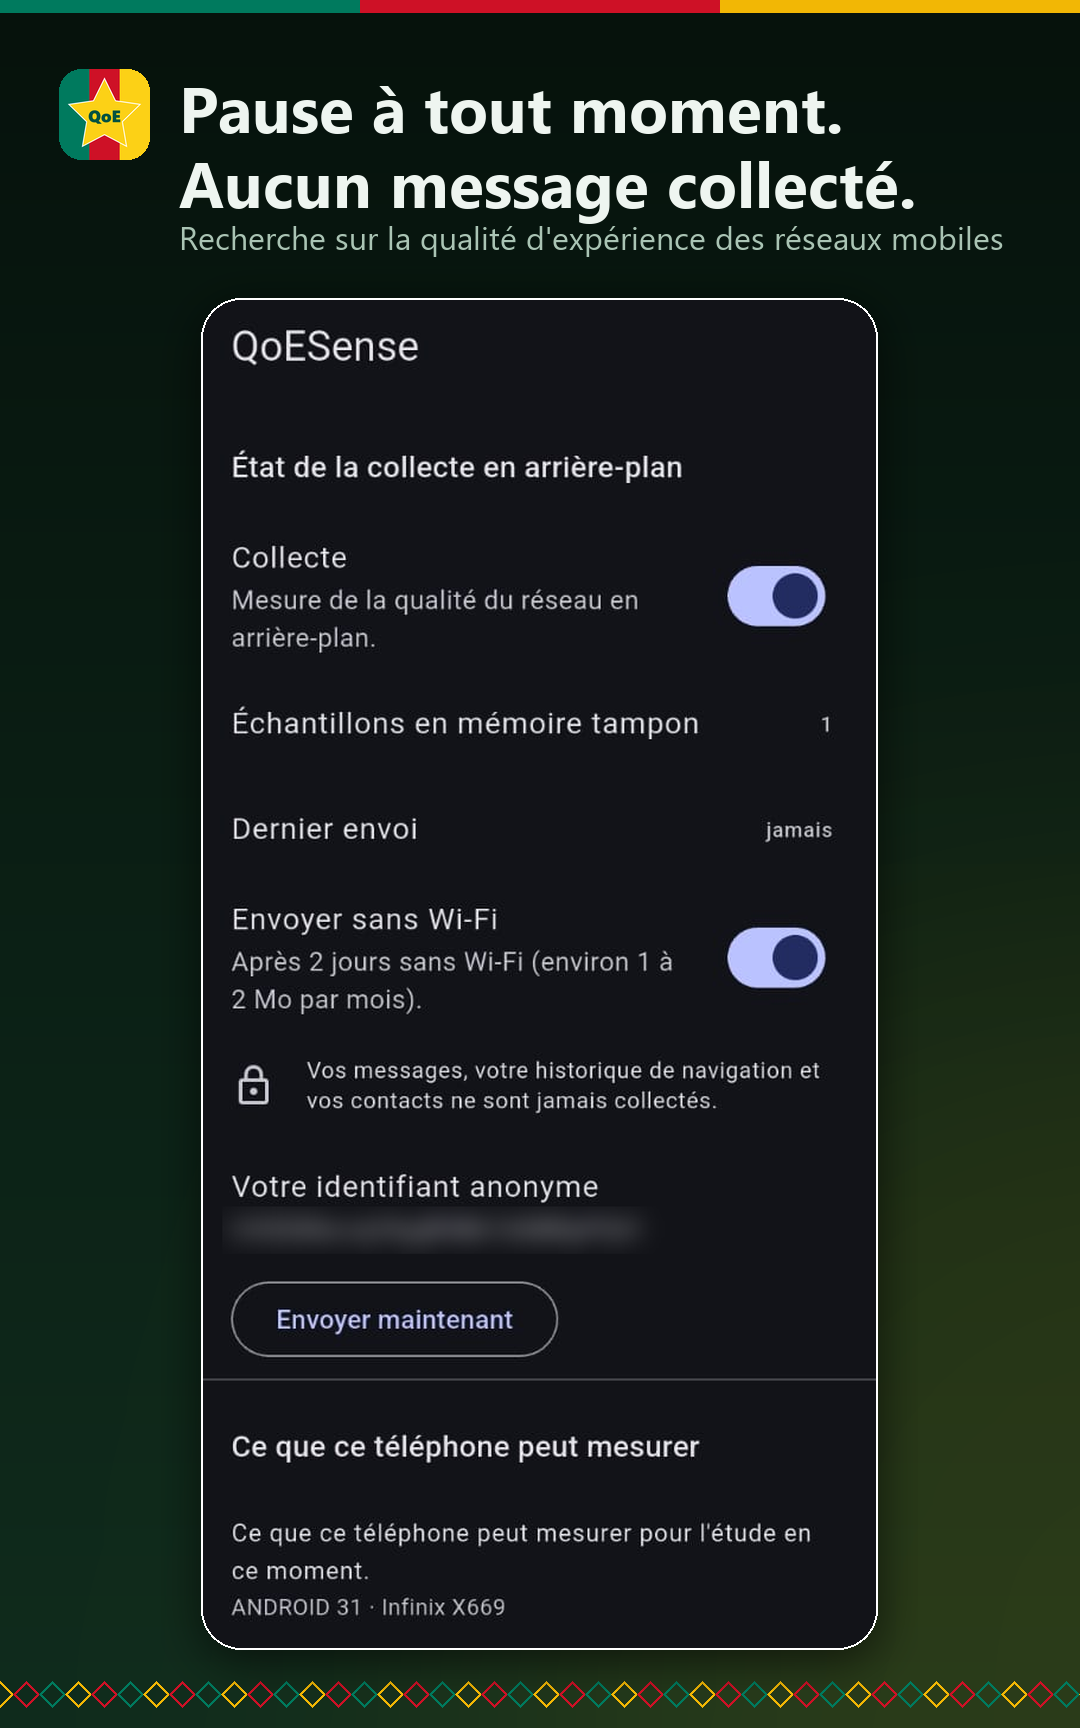 QoE
Pause à tout moment.
Aucun message collecté.
Recherche sur la qualité d'expérience des réseaux mobiles
QoESense
État de la collecte en arrière-plan
Collecte
Mesure de la qualité du réseau en
arrière-plan.
Échantillons en mémoire tampon 1
Dernier envoi jamais
Envoyer sans Wi-Fi
Après 2 jours sans Wi-Fi (environ 1 à
2 Mo par mois).
Vos messages, votre historique de navigation et
vos contacts ne sont jamais collectés.
Votre identifiant anonyme
Envoyer maintenant
Ce que ce téléphone peut mesurer
Ce que ce téléphone peut mesurer pour l'étude en
ce moment.
ANDROID 31 · Infinix X669